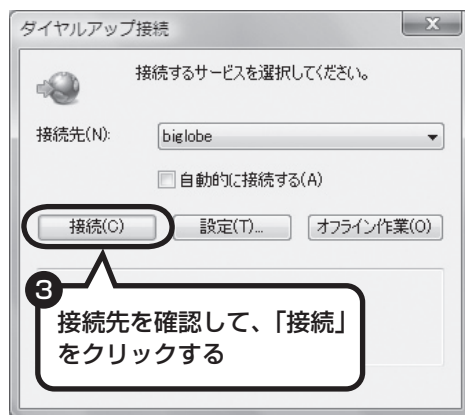 ダイヤルアップ接続
接続するサービスを選択してください。
接続先(N):
biglobe
自動的に接続する(A)
接続(C)
設定(T)...
オフライン作業(O)
3
接続先を確認して、「接続」
をクリックする